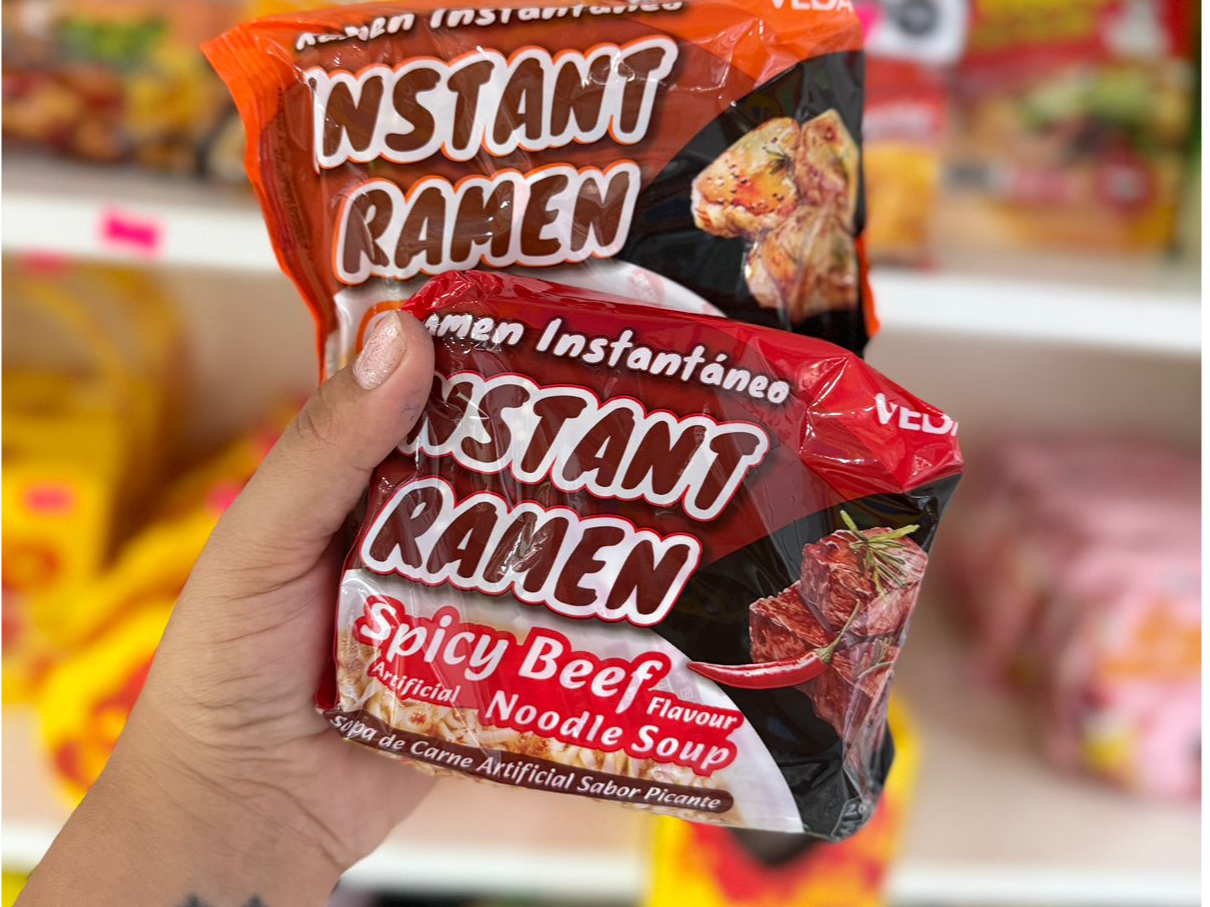 Ramen Instantáneo
INSTANT
RAMEN
Ramen Instantáneo
INSTANT
RAMEN
Spicy Beef
Artificial Flavour
Noodle Soup
Sopa de Carne Artificial Sabor Picante